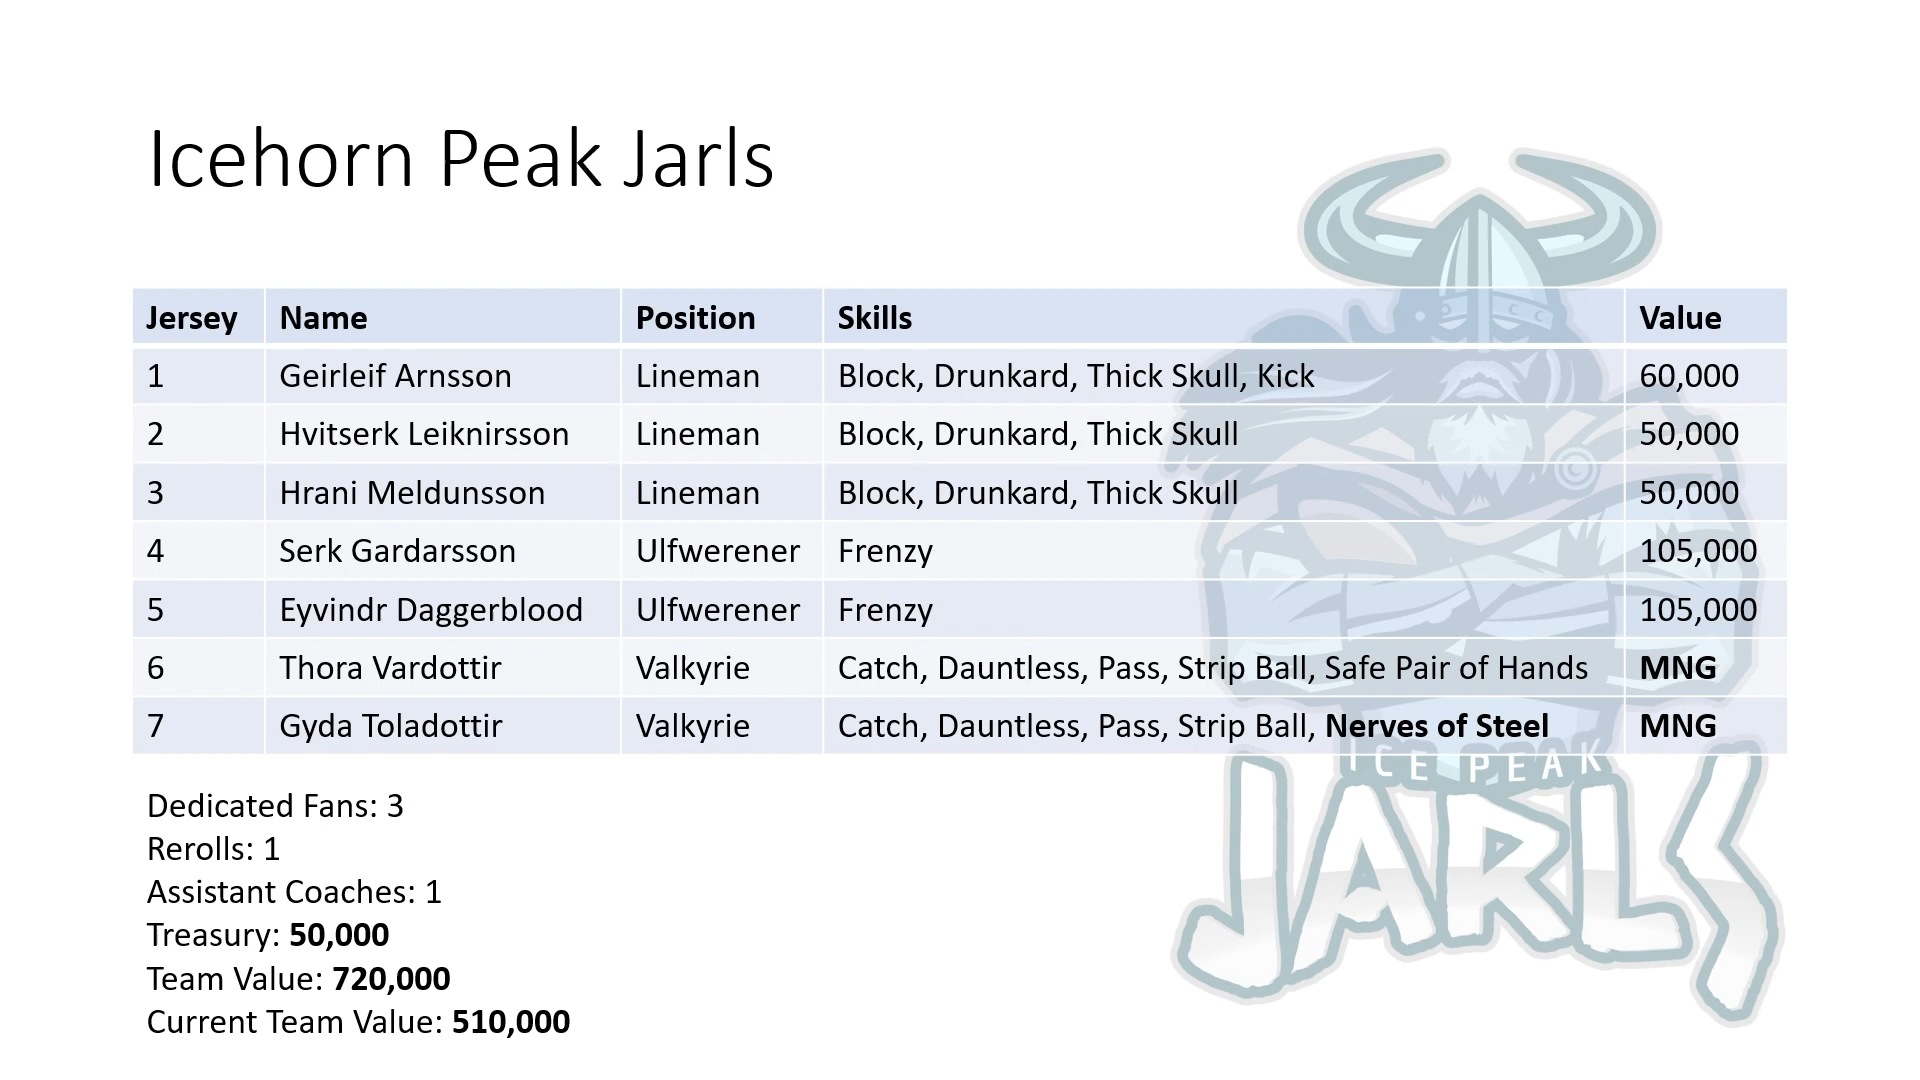 Icehorn Peak Jarls
Jersey Name Position Skills Value
1 Geirleif Arnsson Lineman Block, Drunkard, Thick Skull, Kick 60,000
2 Hvitserk Leiknirsson Lineman Block, Drunkard, Thick Skull 50,000
3 Hrani Meldunsson Lineman Block, Drunkard, Thick Skull 50,000
4 Serk Gardarsson Ulfwerener Frenzy 105,000
5 Eyvindr Daggerblood Ulfwerener Frenzy 105,000
6 Thora Vardottir Valkyrie Catch, Dauntless, Pass, Strip Ball, Safe Pair of Hands MNG
7 Gyda Toladottir Valkyrie Catch, Dauntless, Pass, Strip Ball, Nerves of Steel MNG
ICE PEAK
JARLS
Dedicated Fans: 3
Rerolls: 1
Assistant Coaches: 1
Treasury: 50,000
Team Value: 720,000
Current Team Value: 510,000